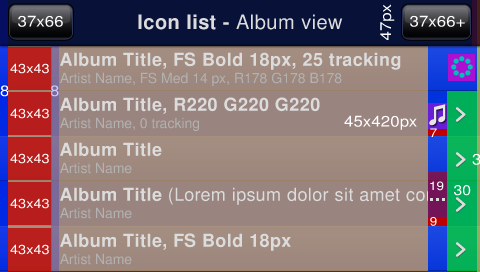 37x66 Icon list - Album view 47px 37x66+
43x43 Album Title, FS Bold 18px, 25 tracking
Artist Name, FS Med 14 px, R178 G178 B178
8 8
43x43 Album Title, R220 G220 G220
Artist Name, 0 tracking 45x420px
7
43x43 Album Title
Artist Name 3
43x43 Album Title (Lorem ipsum dolor sit amet co 19 30
Artist Name ... 9
43x43 Album Title, FS Bold 18px
Artist Name